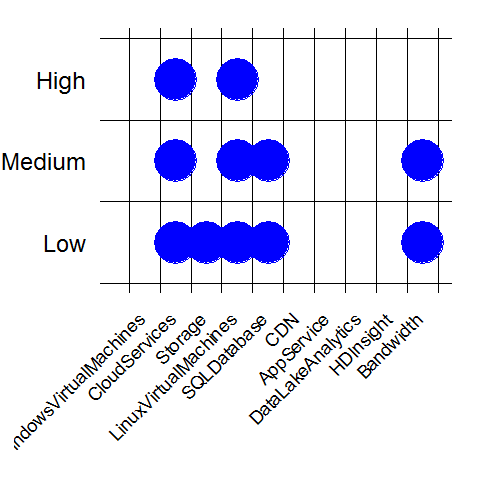 High
Medium
Low
ndowsVirtualMachines
CloudServices
Storage
LinuxVirtualMachines
SQLDatabase
CDN
AppService
DataLakeAnalytics
HDInsight
Bandwidth